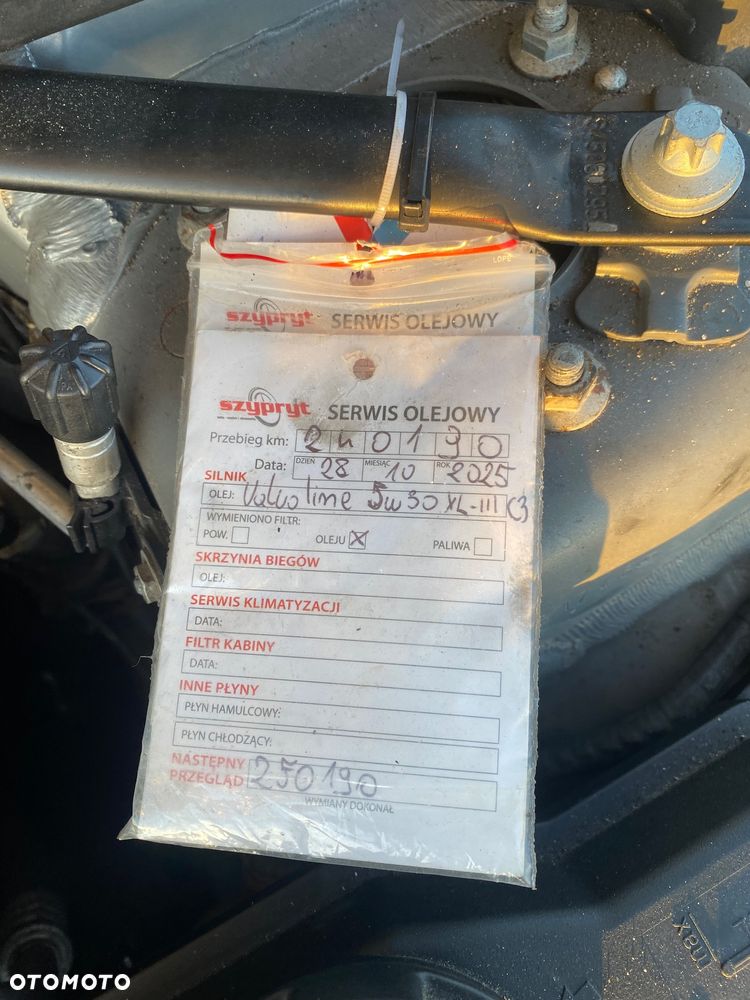 LDPE
szypryt SERWIS OLEJOWY
szypryt SERWIS OLEJOWY
Przebieg km: 240190
Data: DZIEŃ 28 MIESIĄC 10 ROK 2025
SILNIK
OLEJ: Valvoline 5w30 XL-III C3
WYMIENIONO FILTR:
POW. OLEJU X PALIWA
SKRZYNIA BIEGÓW
OLEJ:
SERWIS KLIMATYZACJI
DATA:
FILTR KABINY
DATA:
INNE PŁYNY
PŁYN HAMULCOWY:
PŁYN CHŁODZĄCY:
NASTĘPNY
PRZEGLĄD 250190
WYMIANY DOKONAŁ
max
OTOMOTO